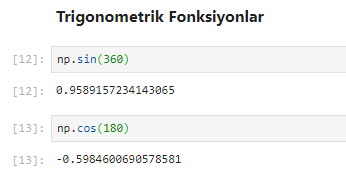 Trigonometrik Fonksiyonlar
[12]: np.sin(360)
[12]: 0.9589157234143065
[13]: np.cos(180)
[13]: -0.5984600690578581